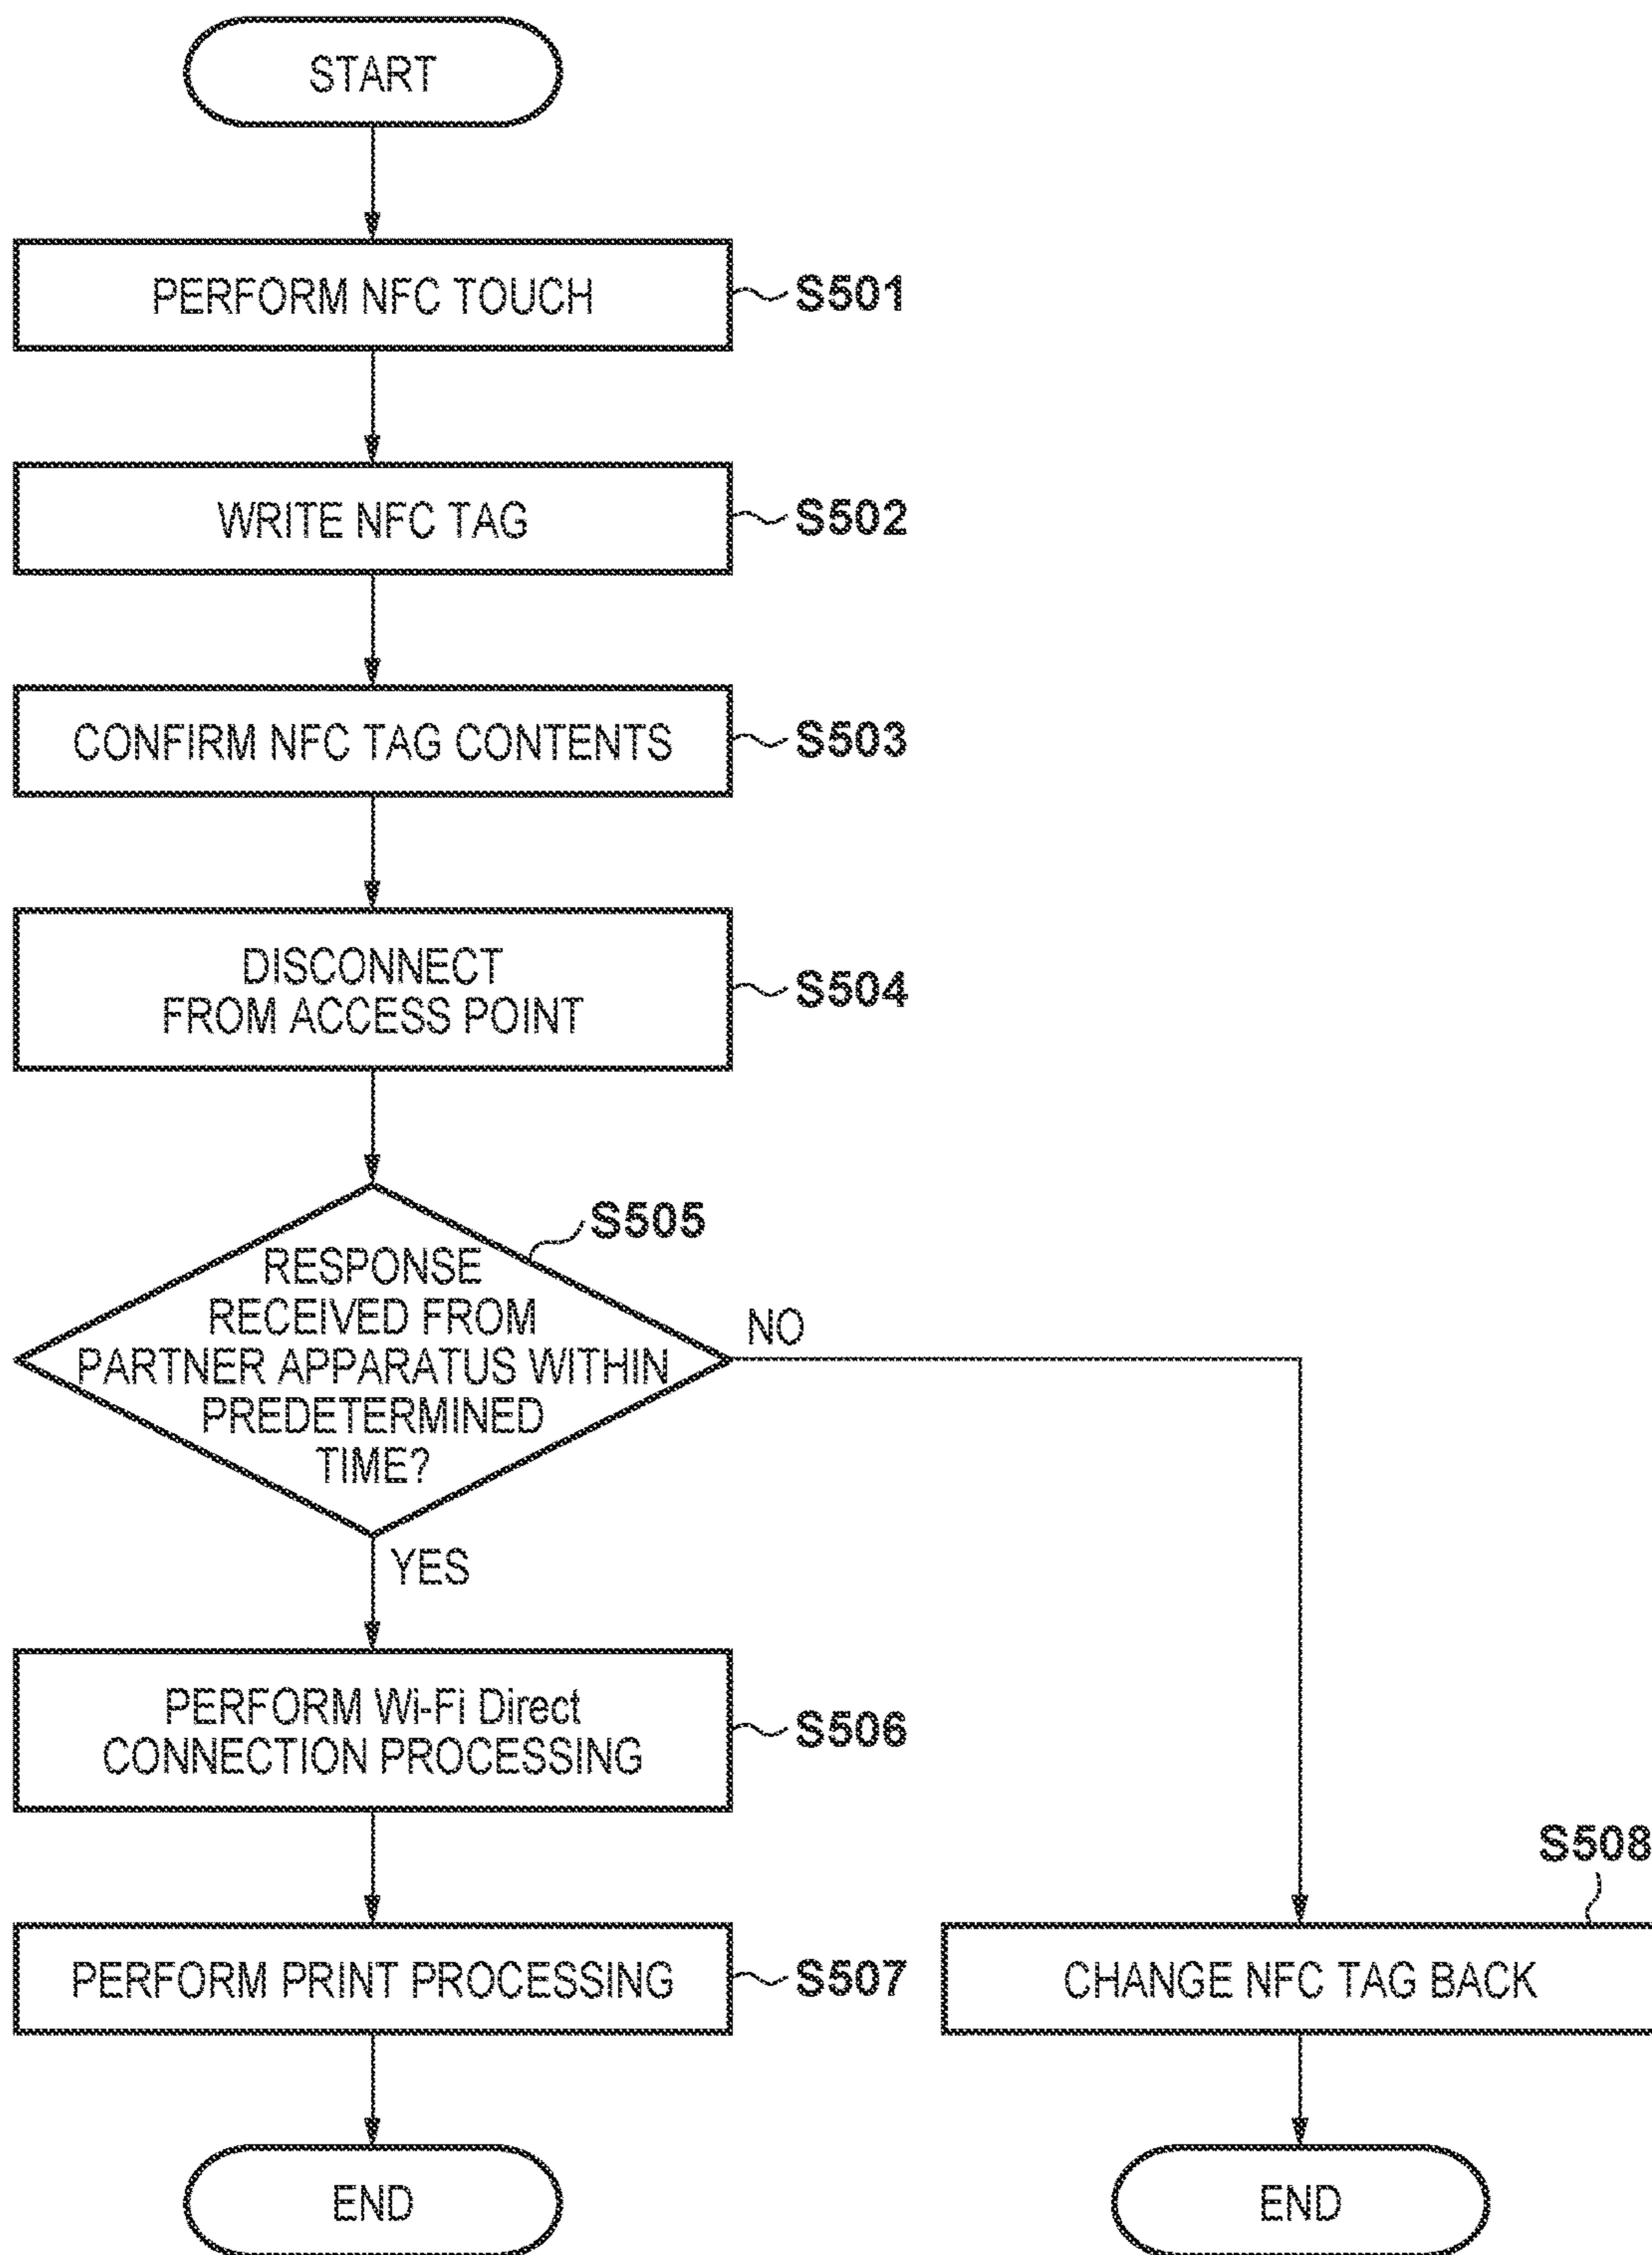 START
PERFORM NFC TOUCH
S501
WRITE NFC TAG
S502
CONFIRM NFC TAG CONTENTS
S503
DISCONNECT
FROM ACCESS POINT
S504
S505
RESPONSE
RECEIVED FROM
PARTNER APPARATUS WITHIN
PREDETERMINED
TIME?
NO
YES
PERFORM Wi-Fi Direct
CONNECTION PROCESSING
S506
PERFORM PRINT PROCESSING
S507
S508
CHANGE NFC TAG BACK
END
END